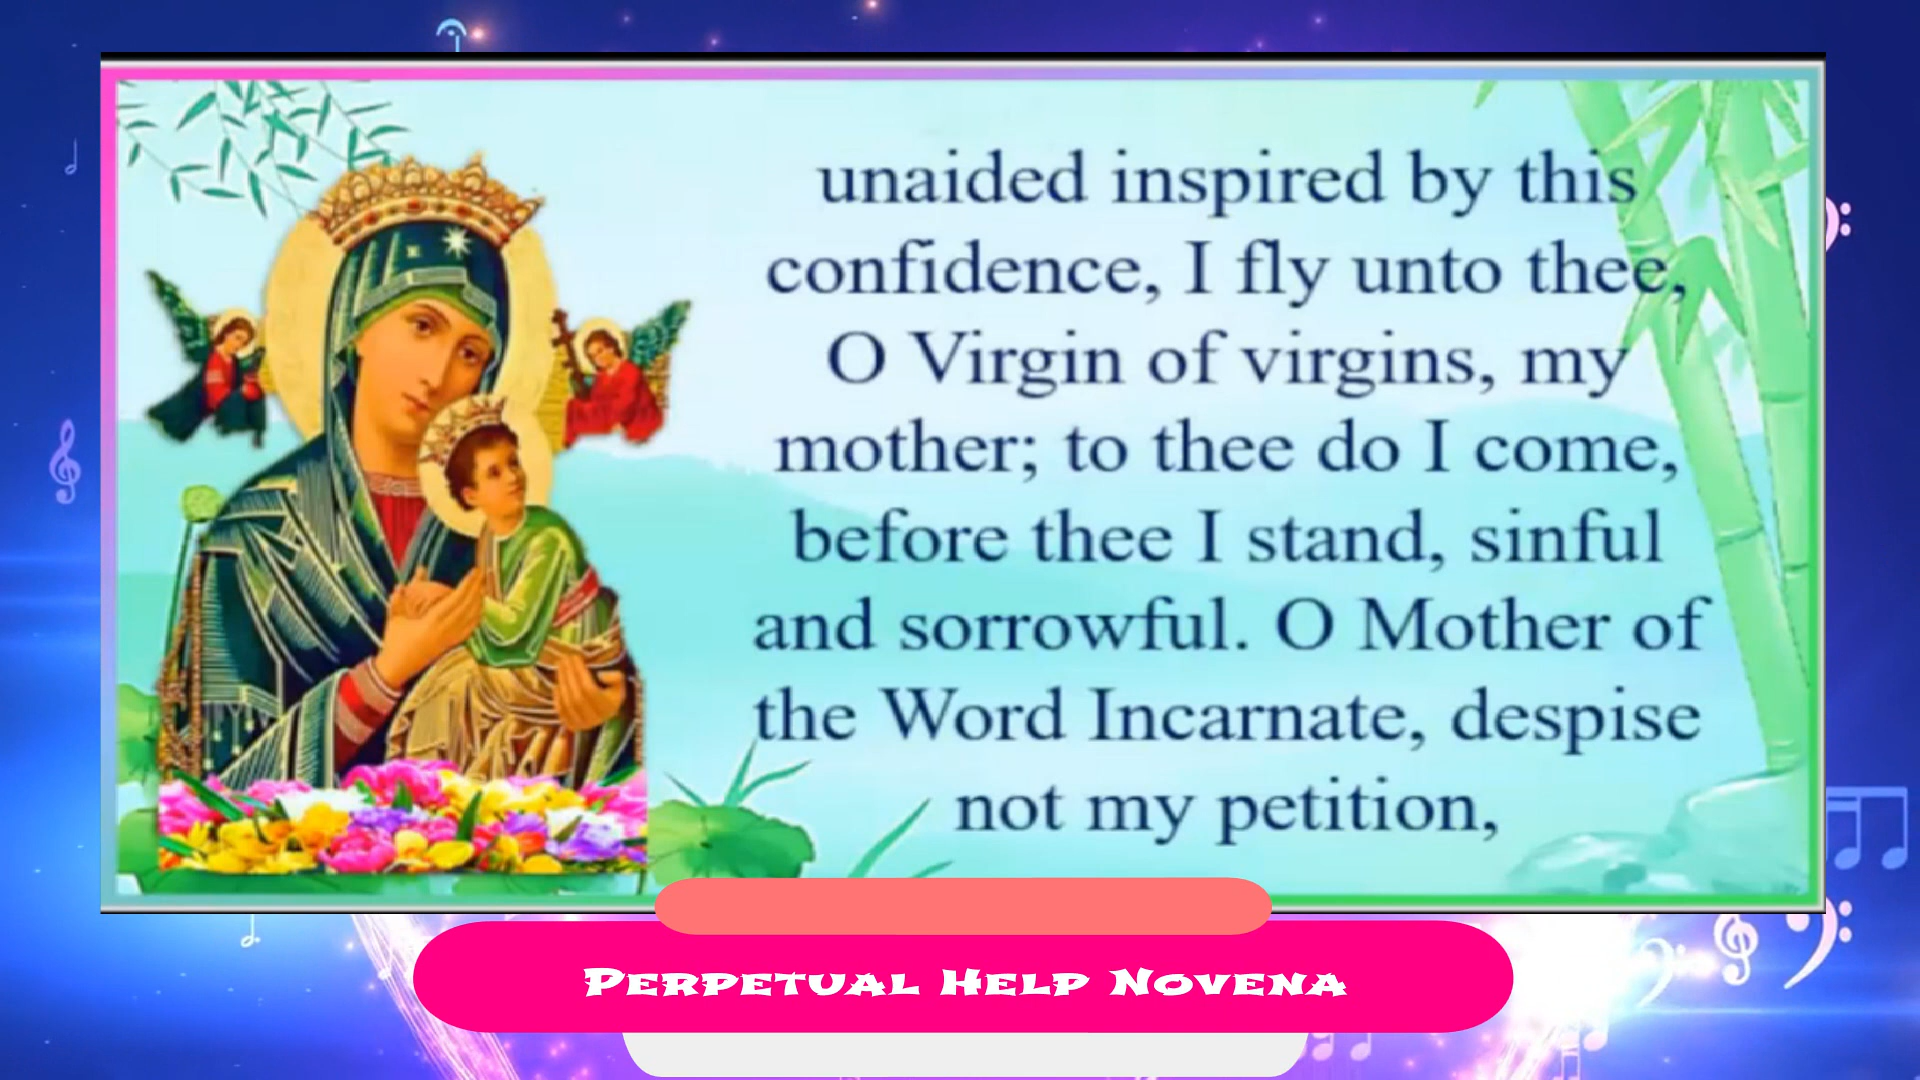 unaided inspired by this
confidence, I fly unto thee,
O Virgin of virgins, my
mother; to thee do I come,
before thee I stand, sinful
and sorrowful. O Mother of
the Word Incarnate, despise
not my petition,
Perpetual Help Novena